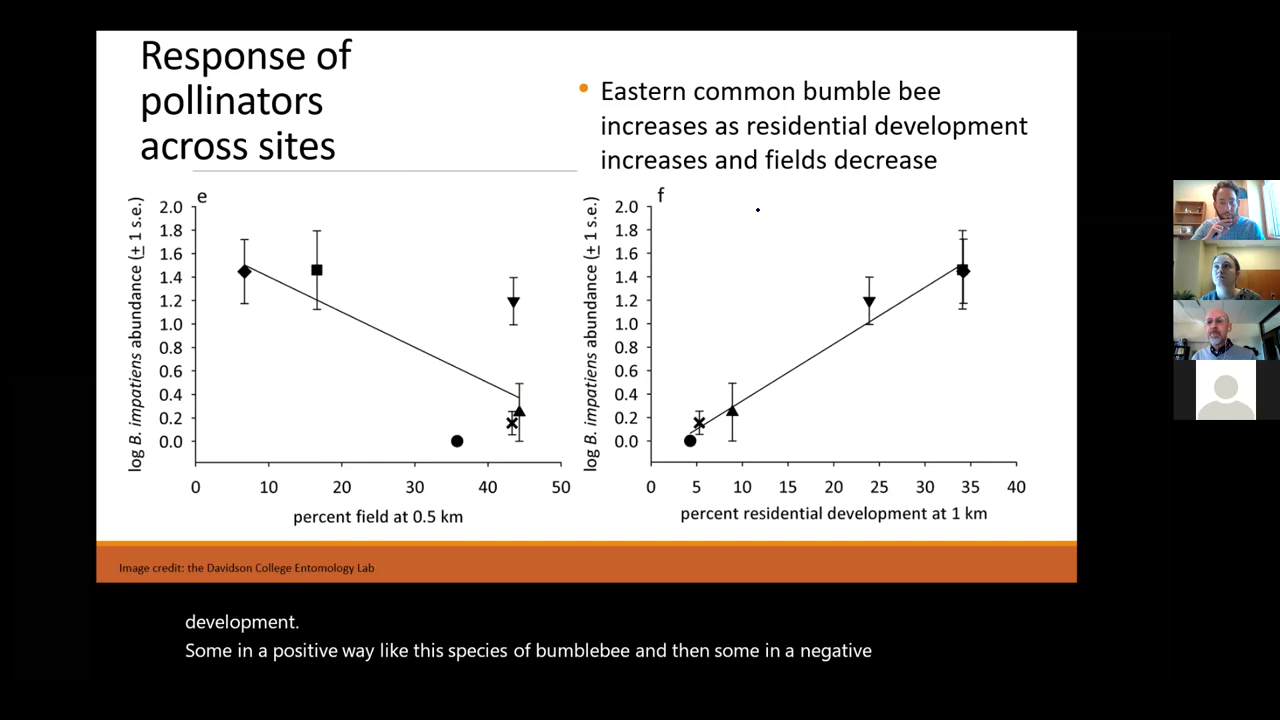 Response of
pollinators
across sites
• Eastern common bumble bee
increases as residential development
increases and fields decrease
e
log B. impatiens abundance (± 1 s.e.)
2.0
1.8
1.6
1.4
1.2
1.0
0.8
0.6
0.4
0.2
0.0
0 10 20 30 40 50
percent field at 0.5 km
f
log B. impatiens abundance (± 1 s.e.)
2.0
1.8
1.6
1.4
1.2
1.0
0.8
0.6
0.4
0.2
0.0
0 5 10 15 20 25 30 35 40
percent residential development at 1 km
Image credit: the Davidson College Entomology Lab
development.
Some in a positive way like this species of bumblebee and then some in a negative